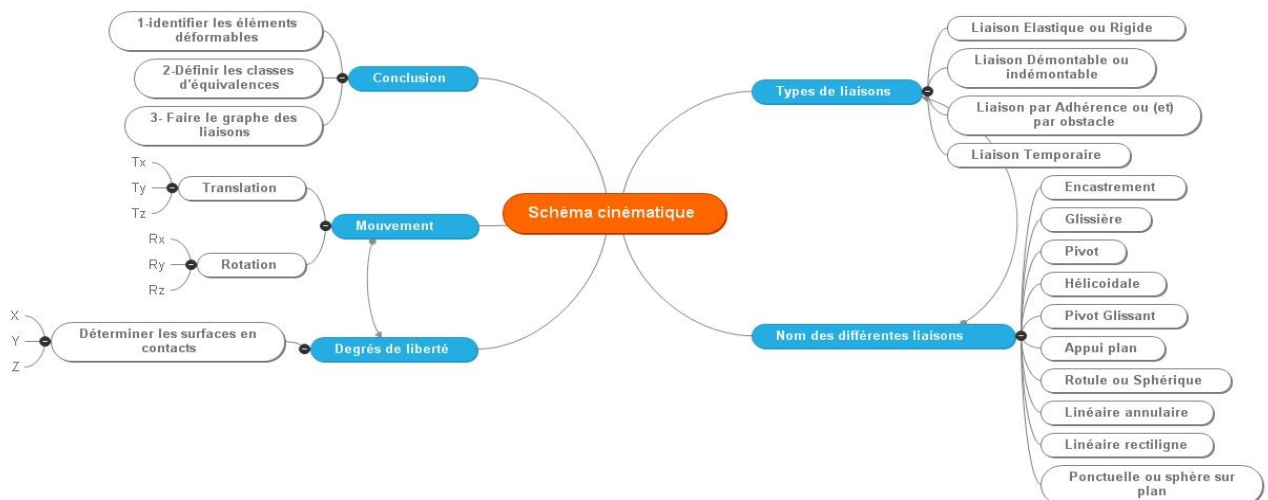 Schéma cinématique
Conclusion
1-identifier les éléments
déformables
2-Définir les classes
d'équivalences
3- Faire le graphe des
liaisons
Mouvement
Translation
Tx
Ty
Tz
Rotation
Rx
Ry
Rz
Degrés de liberté
Déterminer les surfaces en
contacts
X
Y
Z
Types de liaisons
Liaison Elastique ou Rigide
Liaison Démontable ou
indémontable
Liaison par Adhérence ou (et)
par obstacle
Liaison Temporaire
Nom des différentes liaisons
Encastrement
Glissière
Pivot
Hélicoidale
Pivot Glissant
Appui plan
Rotule ou Sphérique
Linéaire annulaire
Linéaire rectiligne
Ponctuelle ou sphère sur
plan